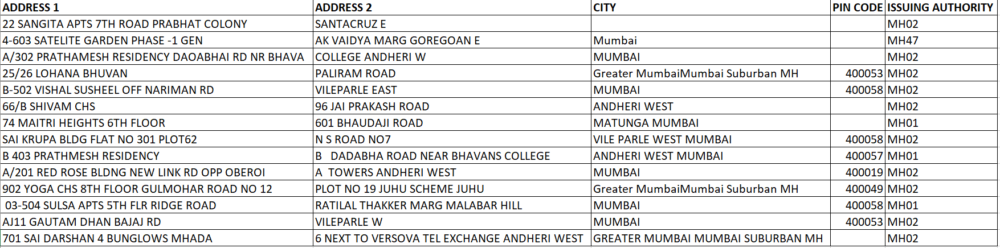 ADDRESS 1 ADDRESS 2 CITY PIN CODE ISSUING AUTHORITY
22 SANGITA APTS 7TH ROAD PRABHAT COLONY SANTACRUZ E MH02
4-603 SATELITE GARDEN PHASE -1 GEN AK VAIDYA MARG GOREGOAN E Mumbai MH47
A/302 PRATHAMESH RESIDENCY DAOABHAI RD NR BHAVA COLLEGE ANDHERI W MUMBAI MH02
25/26 LOHANA BHUVAN PALIRAM ROAD Greater MumbaiMumbai Suburban MH 400053 MH02
B-502 VISHAL SUSHEEL OFF NARIMAN RD VILEPARLE EAST MUMBAI 400058 MH02
66/B SHIVAM CHS 96 JAI PRAKASH ROAD ANDHERI WEST MH02
74 MAITRI HEIGHTS 6TH FLOOR 601 BHAUDAJI ROAD MATUNGA MUMBAI MH01
SAI KRUPA BLDG FLAT NO 301 PLOT62 N S ROAD NO7 VILE PARLE WEST MUMBAI 400058 MH02
B 403 PRATHMESH RESIDENCY B DADABHA ROAD NEAR BHAVANS COLLEGE ANDHERI WEST MUMBAI 400057 MH01
A/201 RED ROSE BLDNG NEW LINK RD OPP OBEROI A TOWERS ANDHERI WEST MUMBAI 400019 MH02
902 YOGA CHS 8TH FLOOR GULMOHAR ROAD NO 12 PLOT NO 19 JUHU SCHEME JUHU Greater MumbaiMumbai Suburban MH 400049 MH02
03-504 SULSA APTS 5TH FLR RIDGE ROAD RATILAL THAKKER MARG MALABAR HILL MUMBAI 400058 MH01
AJ11 GAUTAM DHAN BAJAJ RD VILEPARLE W MUMBAI 400053 MH02
701 SAI DARSHAN 4 BUNGLOWS MHADA 6 NEXT TO VERSOVA TEL EXCHANGE ANDHERI WEST GREATER MUMBAI MUMBAI SUBURBAN MH MH02